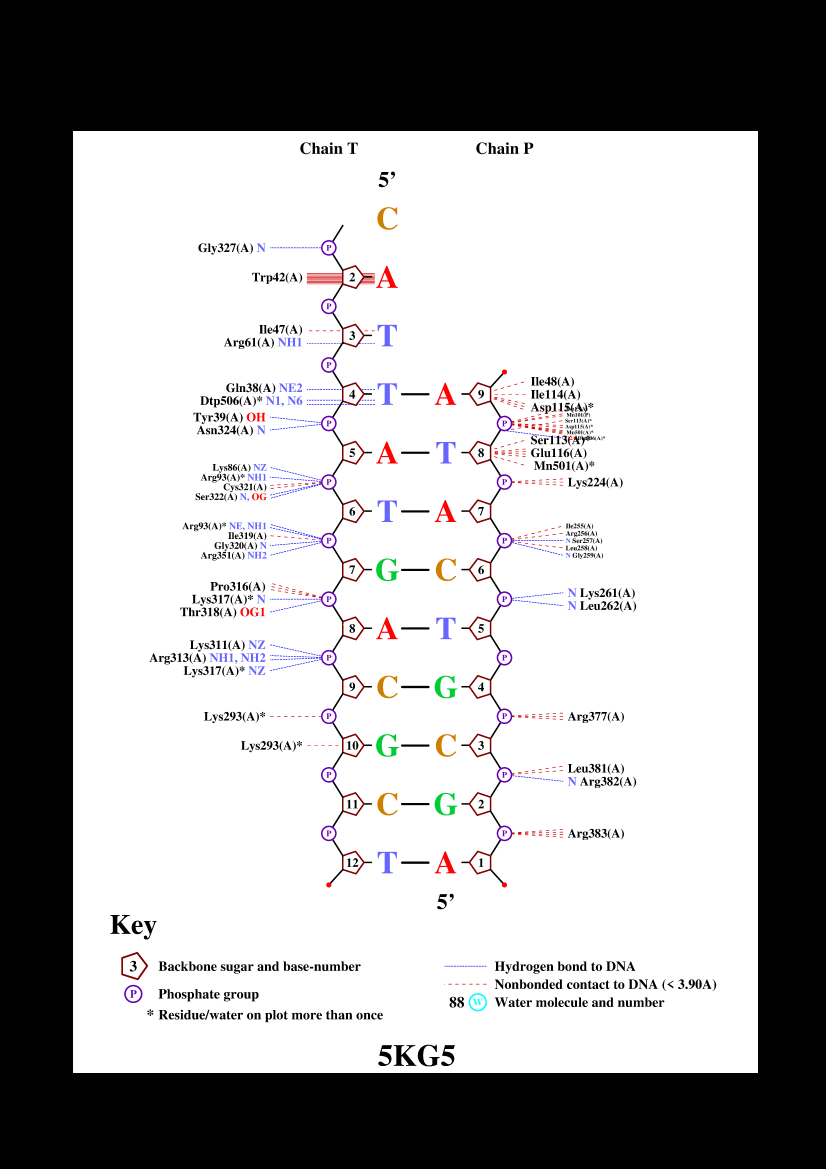 Chain T Chain P
5’
C
Gly327(A) N P
Trp42(A) 2 A
P
Ile47(A)
3 T
Arg61(A) NH1
P
Ile48(A)
Gln38(A) NE2
4 T A 9 Ile114(A)
Dtp506(A)* N1, N6
Asp115(A)*
Tyr39(A) OH
P P
Ser113(A)*
Asp115(A)*
Asn324(A) N
Mn501(A)*
Ser113(A)*
5 A T 8 Glu116(A)
Mn501(A)*
Lys86(A) NZ
Arg93(A)* NH1
P P Lys224(A)
Cys321(A)
Ser322(A) N, OG
6 T A 7
Arg93(A)* NE, NH1 Ile255(A)
Ile319(A) Arg256(A)
P P N Ser257(A)
Gly320(A) N Leu258(A)
Arg351(A) NH2 N Gly259(A)
7 G C 6
Pro316(A)
N Lys261(A)
Lys317(A)* N P P
N Leu262(A)
Thr318(A) OG1
8 A T 5
Lys311(A) NZ
Arg313(A) NH1, NH2 P P
Lys317(A)* NZ
9 C G 4
Lys293(A)* P P Arg377(A)
Lys293(A)* 10 G C 3
Leu381(A)
P P
N Arg382(A)
11 C G 2
P P Arg383(A)
12 T A 1
5’
Key
3 Backbone sugar and base-number Hydrogen bond to DNA
Nonbonded contact to DNA (< 3.90A)
P Phosphate group
88 W Water molecule and number
* Residue/water on plot more than once
5KG5